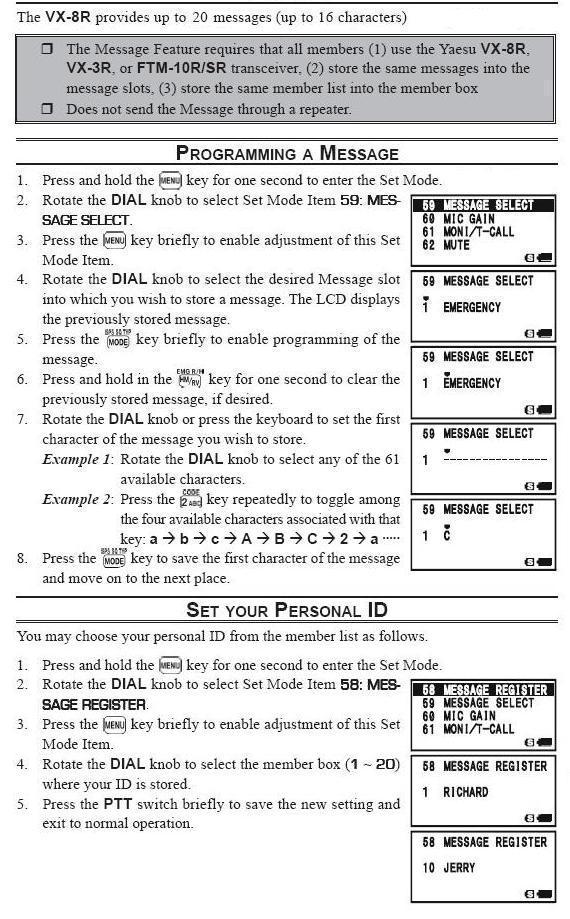 The VX-8R provides up to 20 messages (up to 16 characters)
❒ The Message Feature requires that all members (1) use the Yaesu VX-8R,
VX-3R, or FTM-10R/SR transceiver, (2) store the same messages into the
message slots, (3) store the same member list into the member box
❒ Does not send the Message through a repeater.
PROGRAMMING A MESSAGE
1. Press and hold the MENU key for one second to enter the Set Mode.
2. Rotate the DIAL knob to select Set Mode Item 59: MES-
SAGE SELECT.
3. Press the MENU key briefly to enable adjustment of this Set
Mode Item.
4. Rotate the DIAL knob to select the desired Message slot
into which you wish to store a message. The LCD displays
the previously stored message.
5. Press the MODE key briefly to enable programming of the
message.
6. Press and hold in the EMG R/H HM/RV key for one second to clear the
previously stored message, if desired.
7. Rotate the DIAL knob or press the keyboard to set the first
character of the message you wish to store.
Example 1: Rotate the DIAL knob to select any of the 61
available characters.
Example 2: Press the CODE 2 ABC key repeatedly to toggle among
the four available characters associated with that
key: a → b → c → A → B → C → 2 → a ·····
8. Press the MODE key to save the first character of the message
and move on to the next place.
59 MESSAGE SELECT
60 MIC GAIN
61 MONI/T-CALL
62 MUTE
S
59 MESSAGE SELECT
1 EMERGENCY
S
59 MESSAGE SELECT
1 EMERGENCY
S
59 MESSAGE SELECT
1 ----------------
S
59 MESSAGE SELECT
1 C
S
SET YOUR PERSONAL ID
You may choose your personal ID from the member list as follows.
1. Press and hold the MENU key for one second to enter the Set Mode.
2. Rotate the DIAL knob to select Set Mode Item 58: MES-
SAGE REGISTER.
3. Press the MENU key briefly to enable adjustment of this Set
Mode Item.
4. Rotate the DIAL knob to select the member box (1 ~ 20)
where your ID is stored.
5. Press the PTT switch briefly to save the new setting and
exit to normal operation.
58 MESSAGE REGISTER
59 MESSAGE SELECT
60 MIC GAIN
61 MONI/T-CALL
S
58 MESSAGE REGISTER
1 RICHARD
S
58 MESSAGE REGISTER
10 JERRY
S